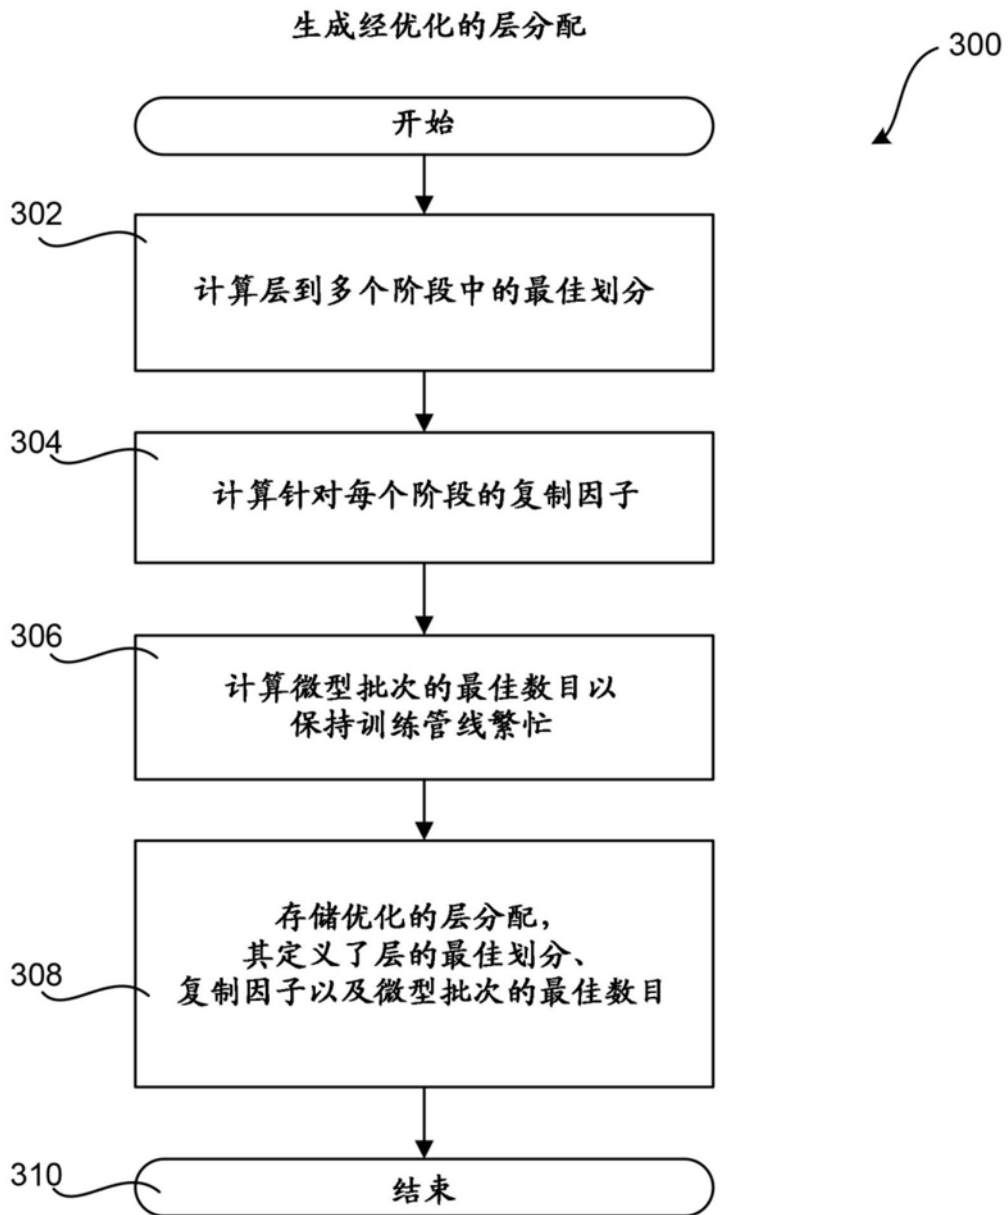 生成经优化的层分配
300
开始
302
计算层到多个阶段中的最佳划分
304
计算针对每个阶段的复制因子
306
计算微型批次的最佳数目以
保持训练管线繁忙
308
存储优化的层分配,
其定义了层的最佳划分、
复制因子以及微型批次的最佳数目
310
结束